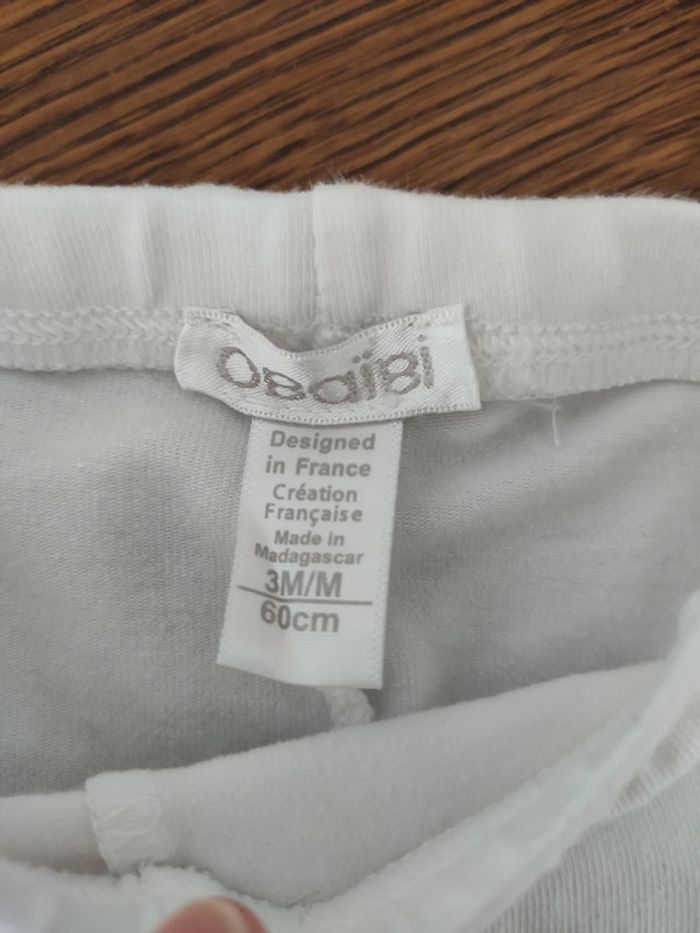 Obaïbi
Designed
in France
Création
Française
Made in
Madagascar
3M/M
60cm